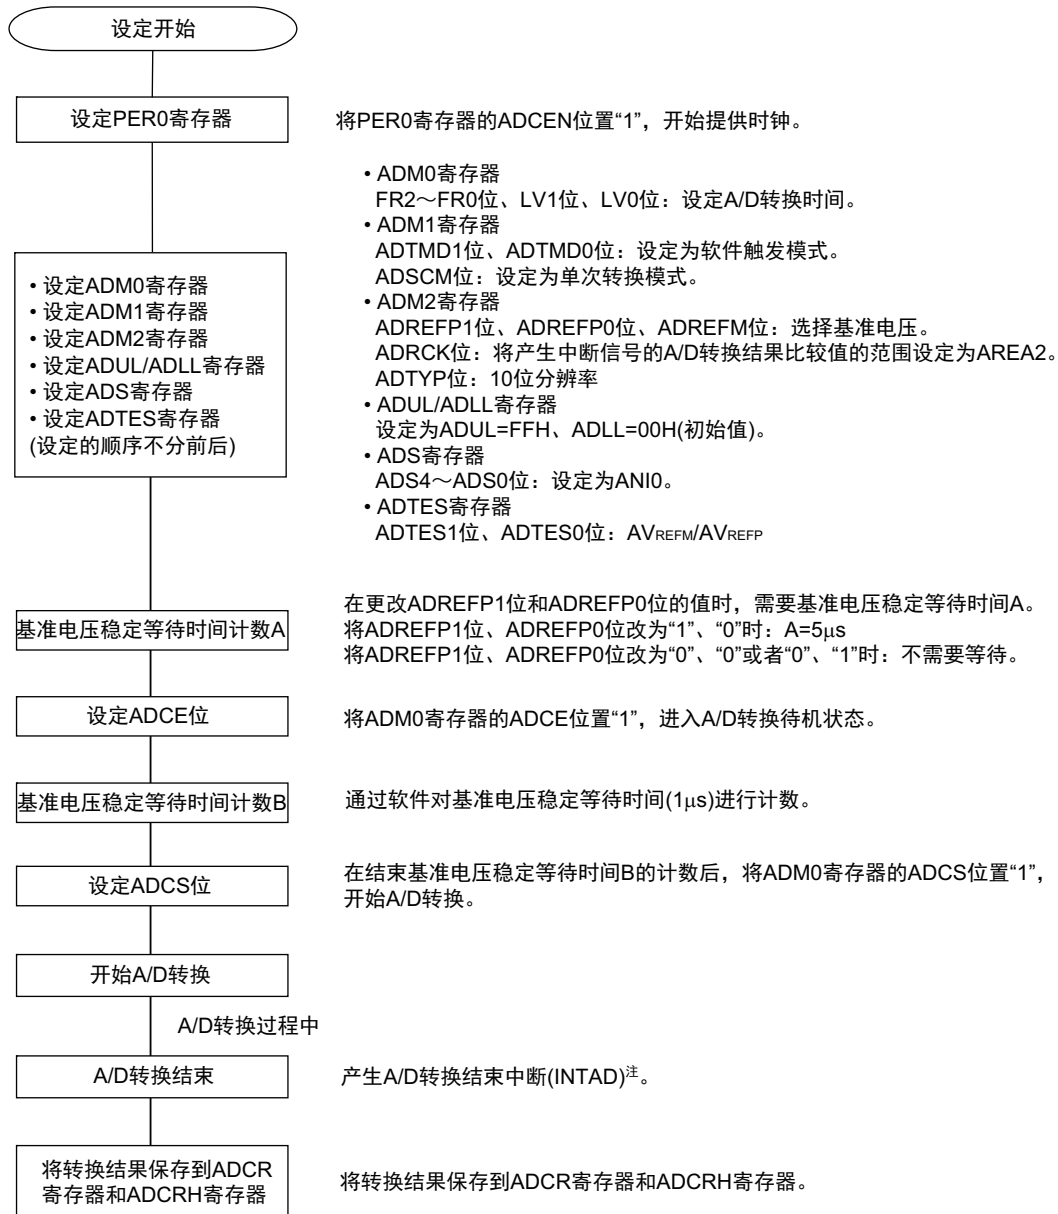 设定开始
设定PER0寄存器
将PER0寄存器的ADCEN位置“1”，开始提供时钟。
• 设定ADM0寄存器
• 设定ADM1寄存器
• 设定ADM2寄存器
• 设定ADUL/ADLL寄存器
• 设定ADS寄存器
• 设定ADTES寄存器
(设定的顺序不分前后)
• ADM0寄存器
FR2～FR0位、LV1位、LV0位：设定A/D转换时间。
• ADM1寄存器
ADTMD1位、ADTMD0位：设定为软件触发模式。
ADSCM位：设定为单次转换模式。
• ADM2寄存器
ADREFP1位、ADREFP0位、ADREFM位：选择基准电压。
ADRCK位：将产生中断信号的A/D转换结果比较值的范围设定为AREA2。
ADTYP位：10位分辨率
• ADUL/ADLL寄存器
设定为ADUL=FFH、ADLL=00H(初始值)。
• ADS寄存器
ADS4～ADS0位：设定为ANI0。
• ADTES寄存器
ADTES1位、ADTES0位：AVREFM/AVREFP
基准电压稳定等待时间计数A
在更改ADREFP1位和ADREFP0位的值时，需要基准电压稳定等待时间A。
将ADREFP1位、ADREFP0位改为“1”、“0”时：A=5μs
将ADREFP1位、ADREFP0位改为“0”、“0”或者“0”、“1”时：不需要等待。
设定ADCE位
将ADM0寄存器的ADCE位置“1”，进入A/D转换待机状态。
基准电压稳定等待时间计数B
通过软件对基准电压稳定等待时间(1μs)进行计数。
设定ADCS位
在结束基准电压稳定等待时间B的计数后，将ADM0寄存器的ADCS位置“1”，
开始A/D转换。
开始A/D转换
A/D转换过程中
A/D转换结束
产生A/D转换结束中断(INTAD)注。
将转换结果保存到ADCR
寄存器和ADCRH寄存器
将转换结果保存到ADCR寄存器和ADCRH寄存器。